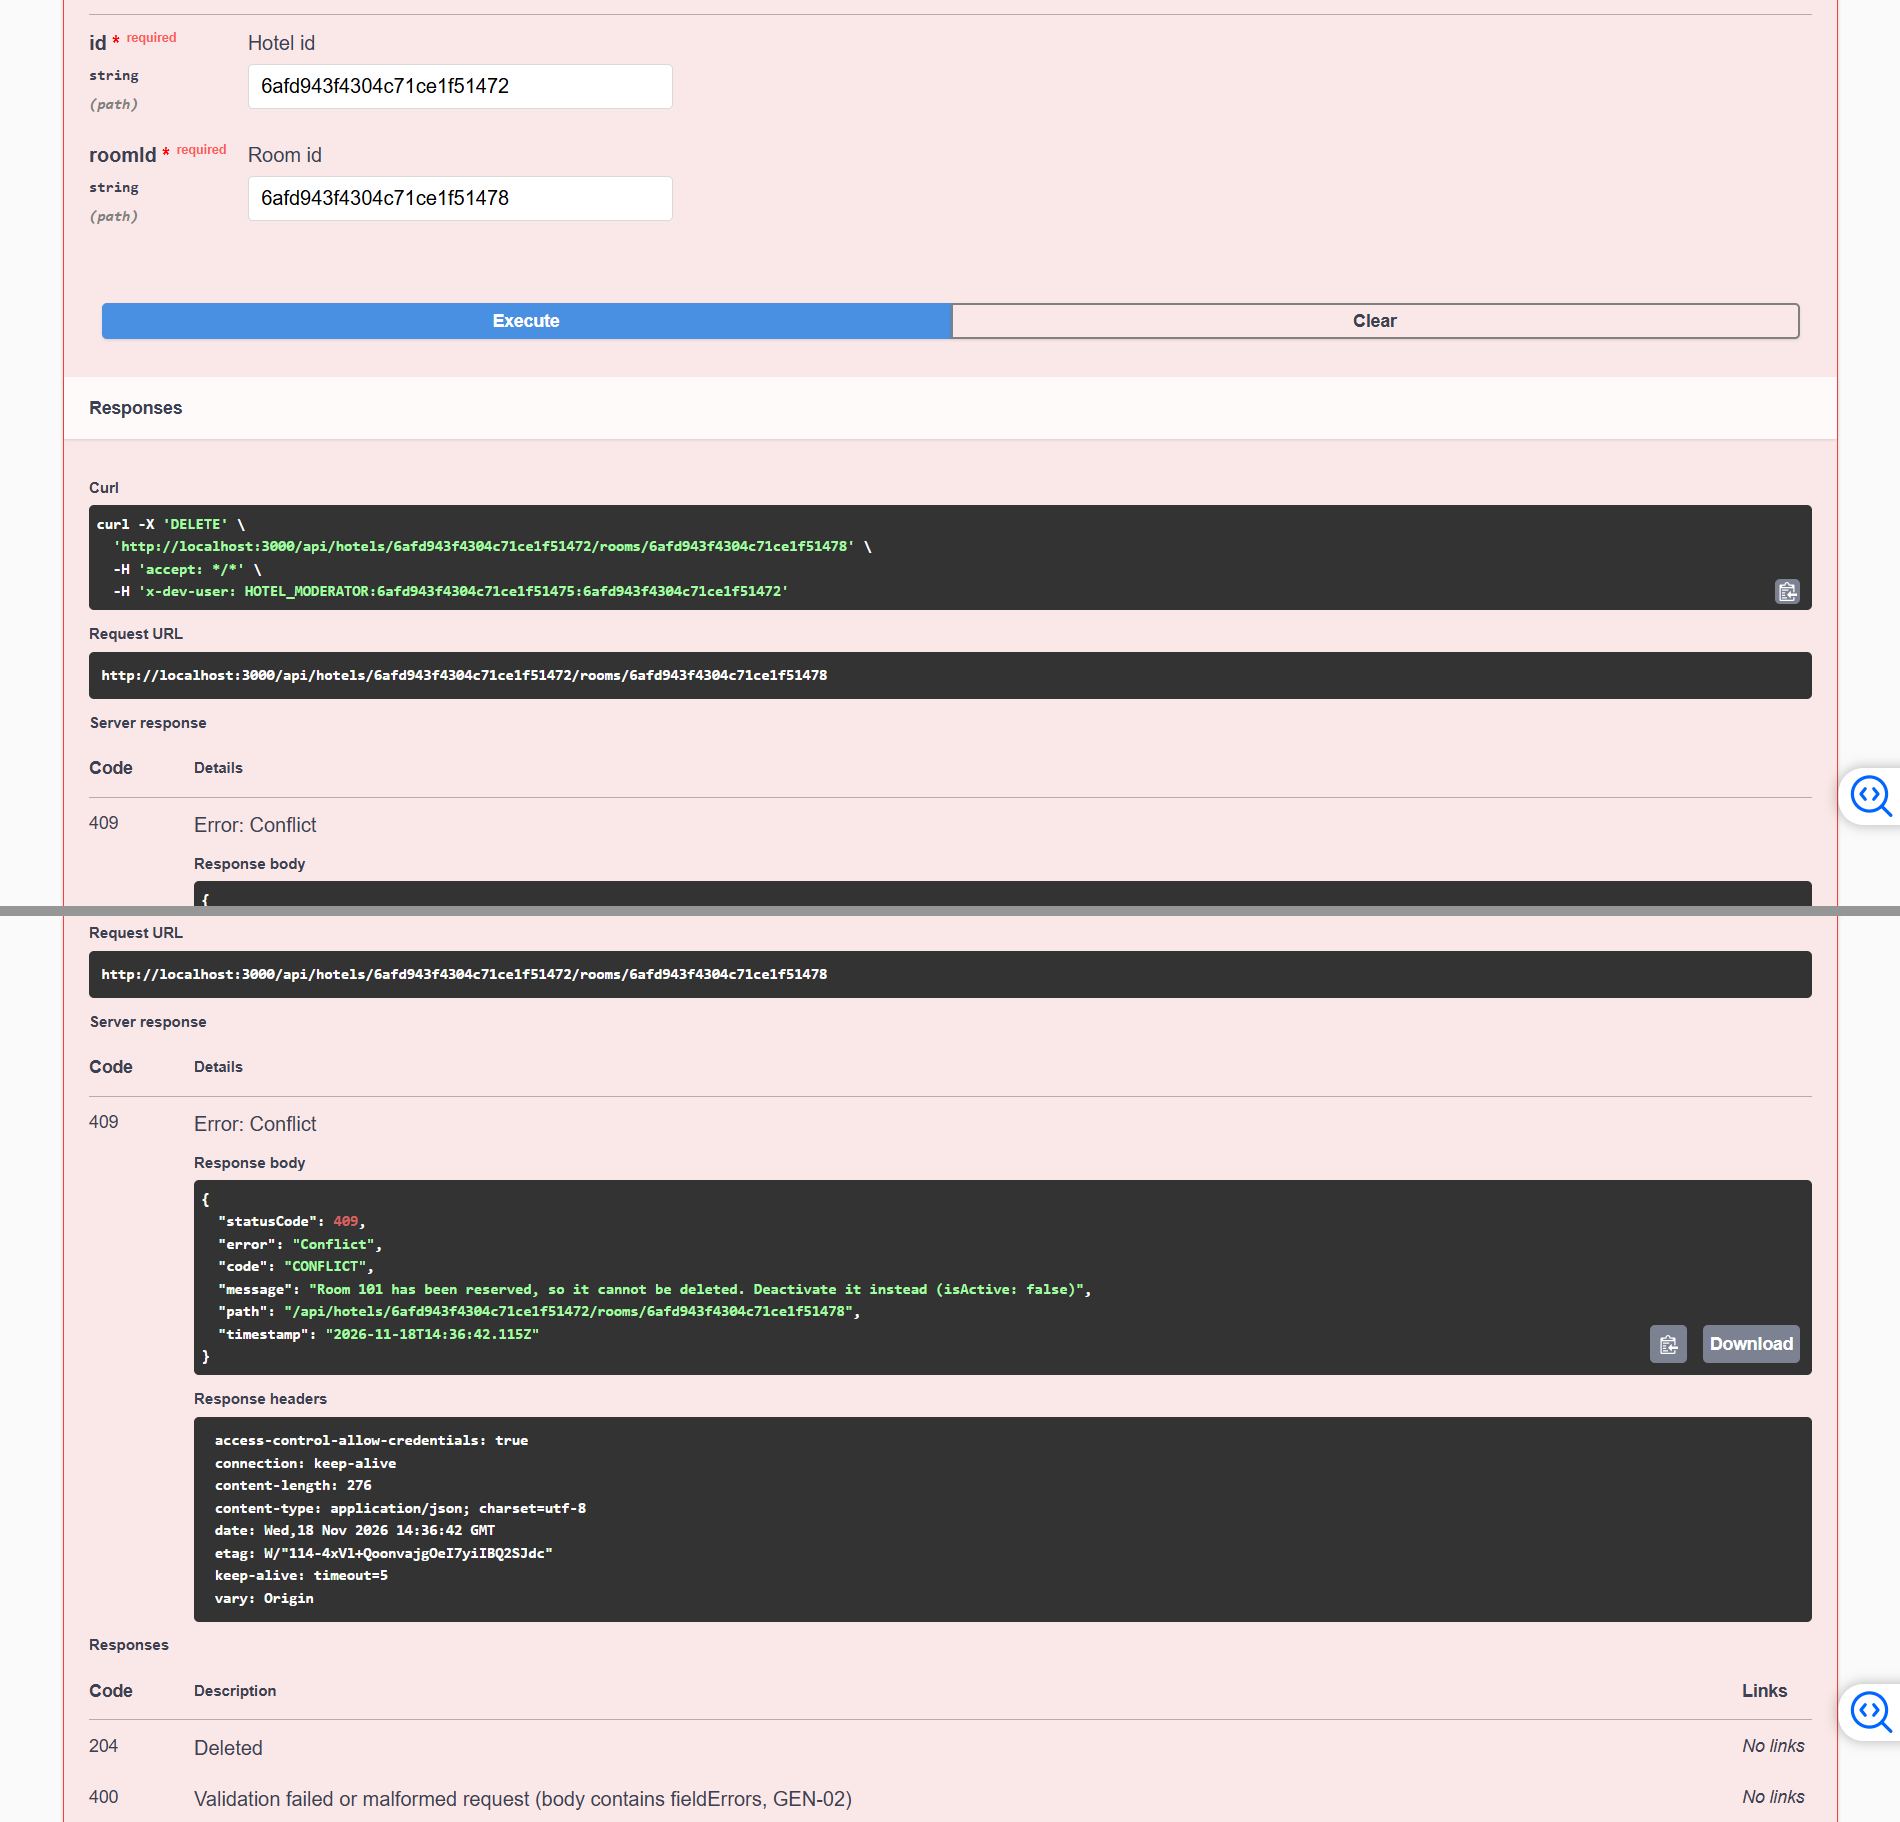 id * required
Hotel id
string
6afd943f4304c71ce1f51472
(path)
roomId * required
Room id
string
6afd943f4304c71ce1f51478
(path)
Execute
Clear
Responses
Curl
curl -X 'DELETE' \
'http://localhost:3000/api/hotels/6afd943f4304c71ce1f51472/rooms/6afd943f4304c71ce1f51478' \
-H 'accept: */*' \
-H 'x-dev-user: HOTEL_MODERATOR:6afd943f4304c71ce1f51475:6afd943f4304c71ce1f51472'
Request URL
http://localhost:3000/api/hotels/6afd943f4304c71ce1f51472/rooms/6afd943f4304c71ce1f51478
Server response
Code Details
409 Error: Conflict
Response body
{
Request URL
http://localhost:3000/api/hotels/6afd943f4304c71ce1f51472/rooms/6afd943f4304c71ce1f51478
Server response
Code Details
409 Error: Conflict
Response body
{
"statusCode": 409,
"error": "Conflict",
"code": "CONFLICT",
"message": "Room 101 has been reserved, so it cannot be deleted. Deactivate it instead (isActive: false)",
"path": "/api/hotels/6afd943f4304c71ce1f51472/rooms/6afd943f4304c71ce1f51478",
"timestamp": "2026-11-18T14:36:42.115Z"
}
Download
Response headers
access-control-allow-credentials: true
connection: keep-alive
content-length: 276
content-type: application/json; charset=utf-8
date: Wed,18 Nov 2026 14:36:42 GMT
etag: W/"114-4xVl+QoonvajgOeI7yiIBQ2SJdc"
keep-alive: timeout=5
vary: Origin
Responses
Code Description Links
204 Deleted No links
400 Validation failed or malformed request (body contains fieldErrors, GEN-02) No links